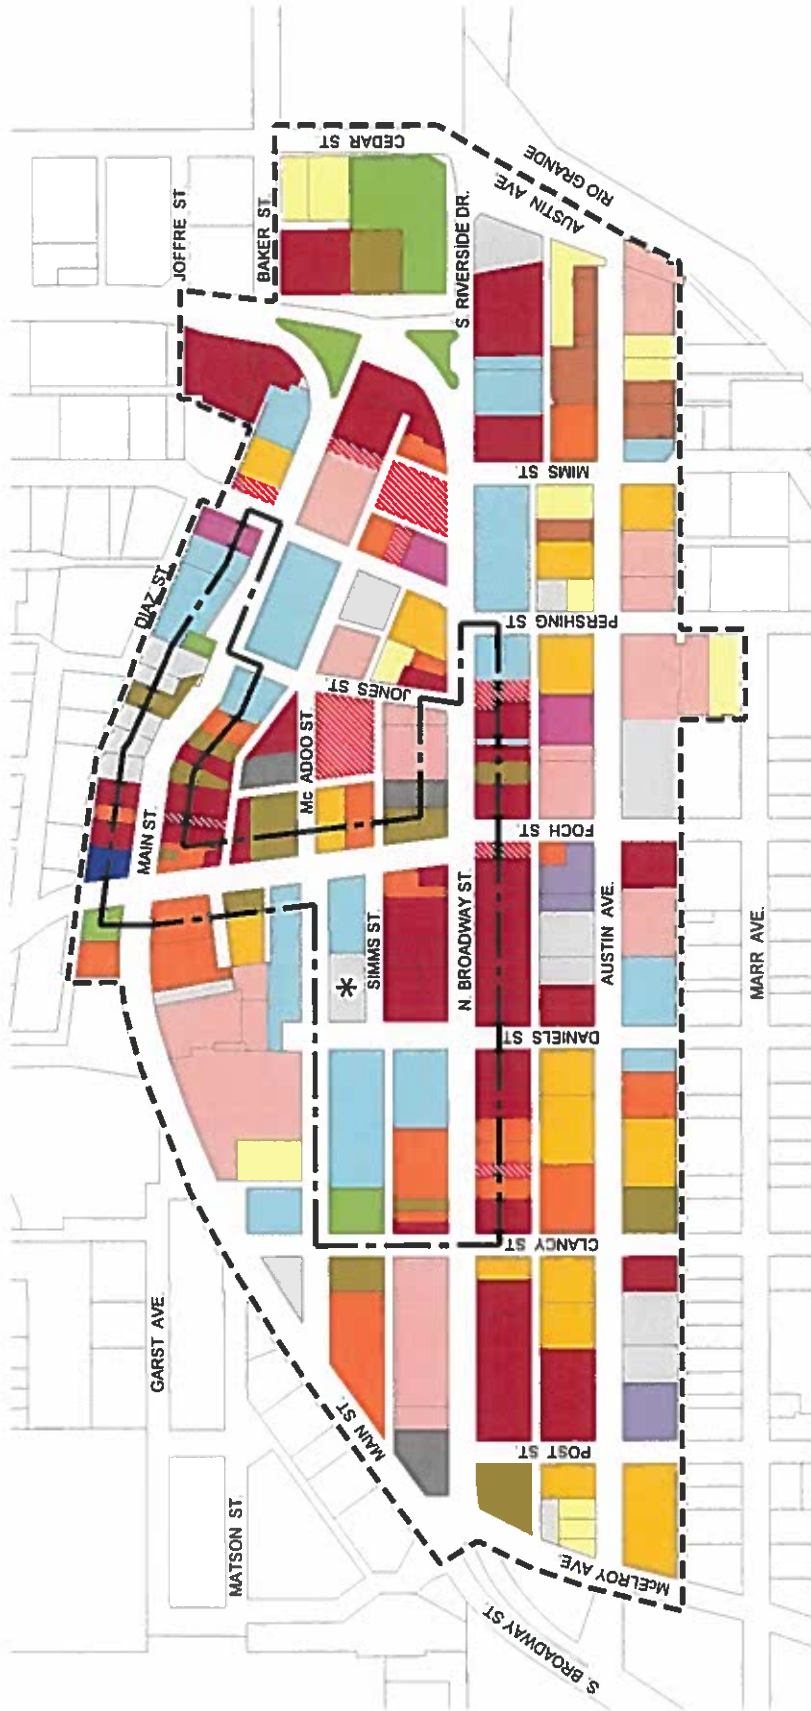 CEDAR ST.
RIO GRANDE
AUSTIN AVE.
JOFFRE ST
BAKER ST.
S. RIVERSIDE DR.
MIMS ST.
DIAZ ST.
PERSHING ST.
JONES ST.
Mc ADOO ST.
MAIN ST.
FOCH ST.
SIMMS ST.
*
N. BROADWAY ST.
AUSTIN AVE.
MARR AVE.
DANIELS ST
CLANCY ST.
GARST AVE.
MAIN ST.
POST ST.
MATSON ST.
McELROY AVE.
S. BROADWAY ST.